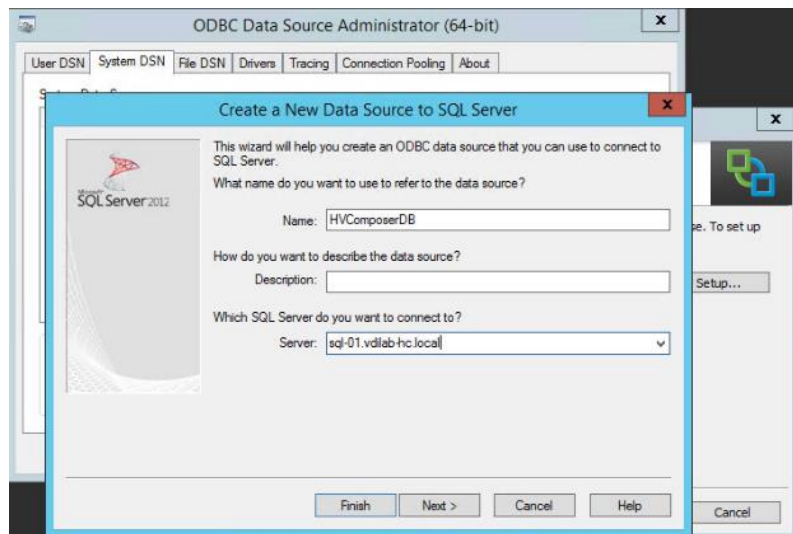 ODBC Data Source Administrator (64-bit)
x
User DSN System DSN File DSN Drivers Tracing Connection Pooling About
Create a New Data Source to SQL Server
x
x
This wizard will help you create an ODBC data source that you can use to connect to
SQL Server.
What name do you want to use to refer to the data source?
Microsoft
SQL Server 2012
Name: HVComposerDB
se. To set up
How do you want to describe the data source?
Description:
Setup...
Which SQL Server do you want to connect to?
Server: sql-01.vdilab-hc.local
Finish
Next >
Cancel
Help
Cancel